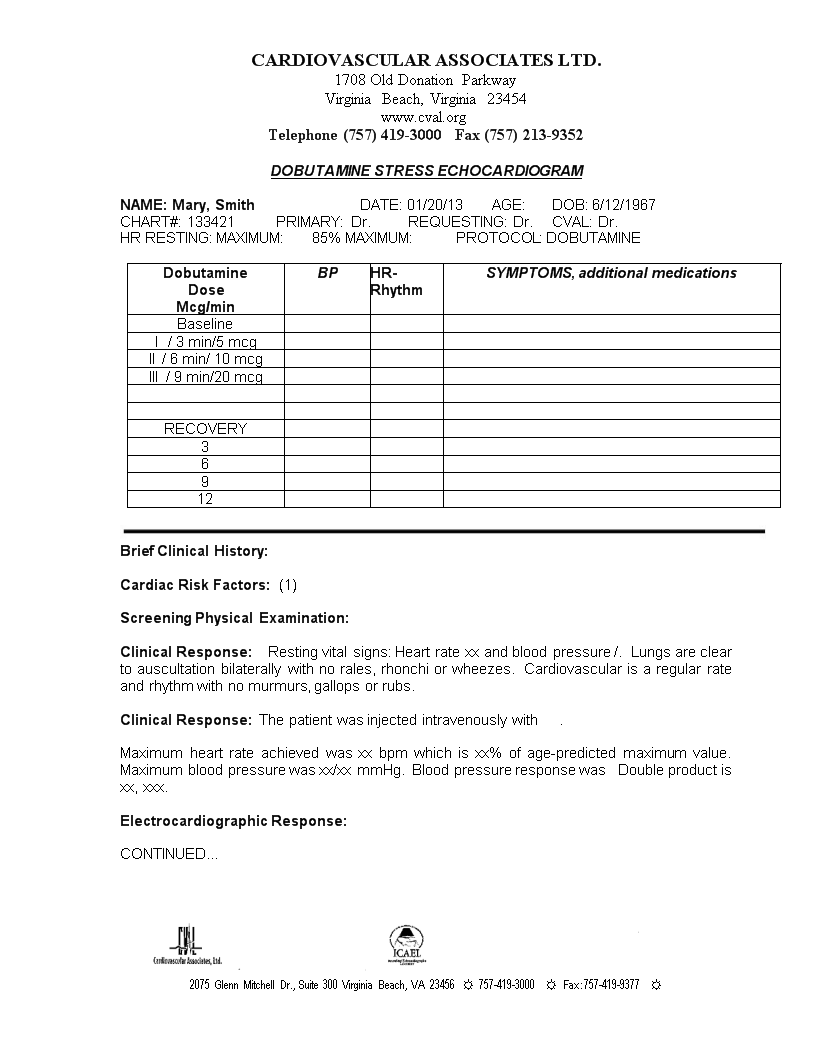 CARDIOVASCULAR ASSOCIATES LTD.
1708 Old Donation Parkway
Virginia Beach, Virginia 23454
www.cval.org
Telephone (757) 419-3000 Fax (757) 213-9352
DOBUTAMINE STRESS ECHOCARDIOGRAM
NAME: Mary, Smith DATE: 01/20/13 AGE: DOB: 6/12/1967
CHART#: 133421 PRIMARY: Dr. REQUESTING: Dr. CVAL: Dr.
HR RESTING: MAXIMUM: 85% MAXIMUM: PROTOCOL: DOBUTAMINE
Dobutamine Dose Mcg/min BP HR-Rhythm SYMPTOMS, additional medications
Baseline
I / 3 min/5 mcg
II / 6 min/ 10 mcg
III / 9 min/20 mcg
RECOVERY
3
6
9
12
Brief Clinical History:
Cardiac Risk Factors: (1)
Screening Physical Examination:
Clinical Response: Resting vital signs: Heart rate xx and blood pressure /. Lungs are clear
to auscultation bilaterally with no rales, rhonchi or wheezes. Cardiovascular is a regular rate
and rhythm with no murmurs, gallops or rubs.
Clinical Response: The patient was injected intravenously with .
Maximum heart rate achieved was xx bpm which is xx% of age-predicted maximum value.
Maximum blood pressure was xx/xx mmHg. Blood pressure response was Double product is
xx, xxx.
Electrocardiographic Response:
CONTINUED...
Cardiovascular Associates, Ltd.
ICAEL
2075 Glenn Mitchell Dr., Suite 300 Virginia Beach, VA 23456 ☼ 757-419-3000 ☼ Fax:757-419-9377 ☼